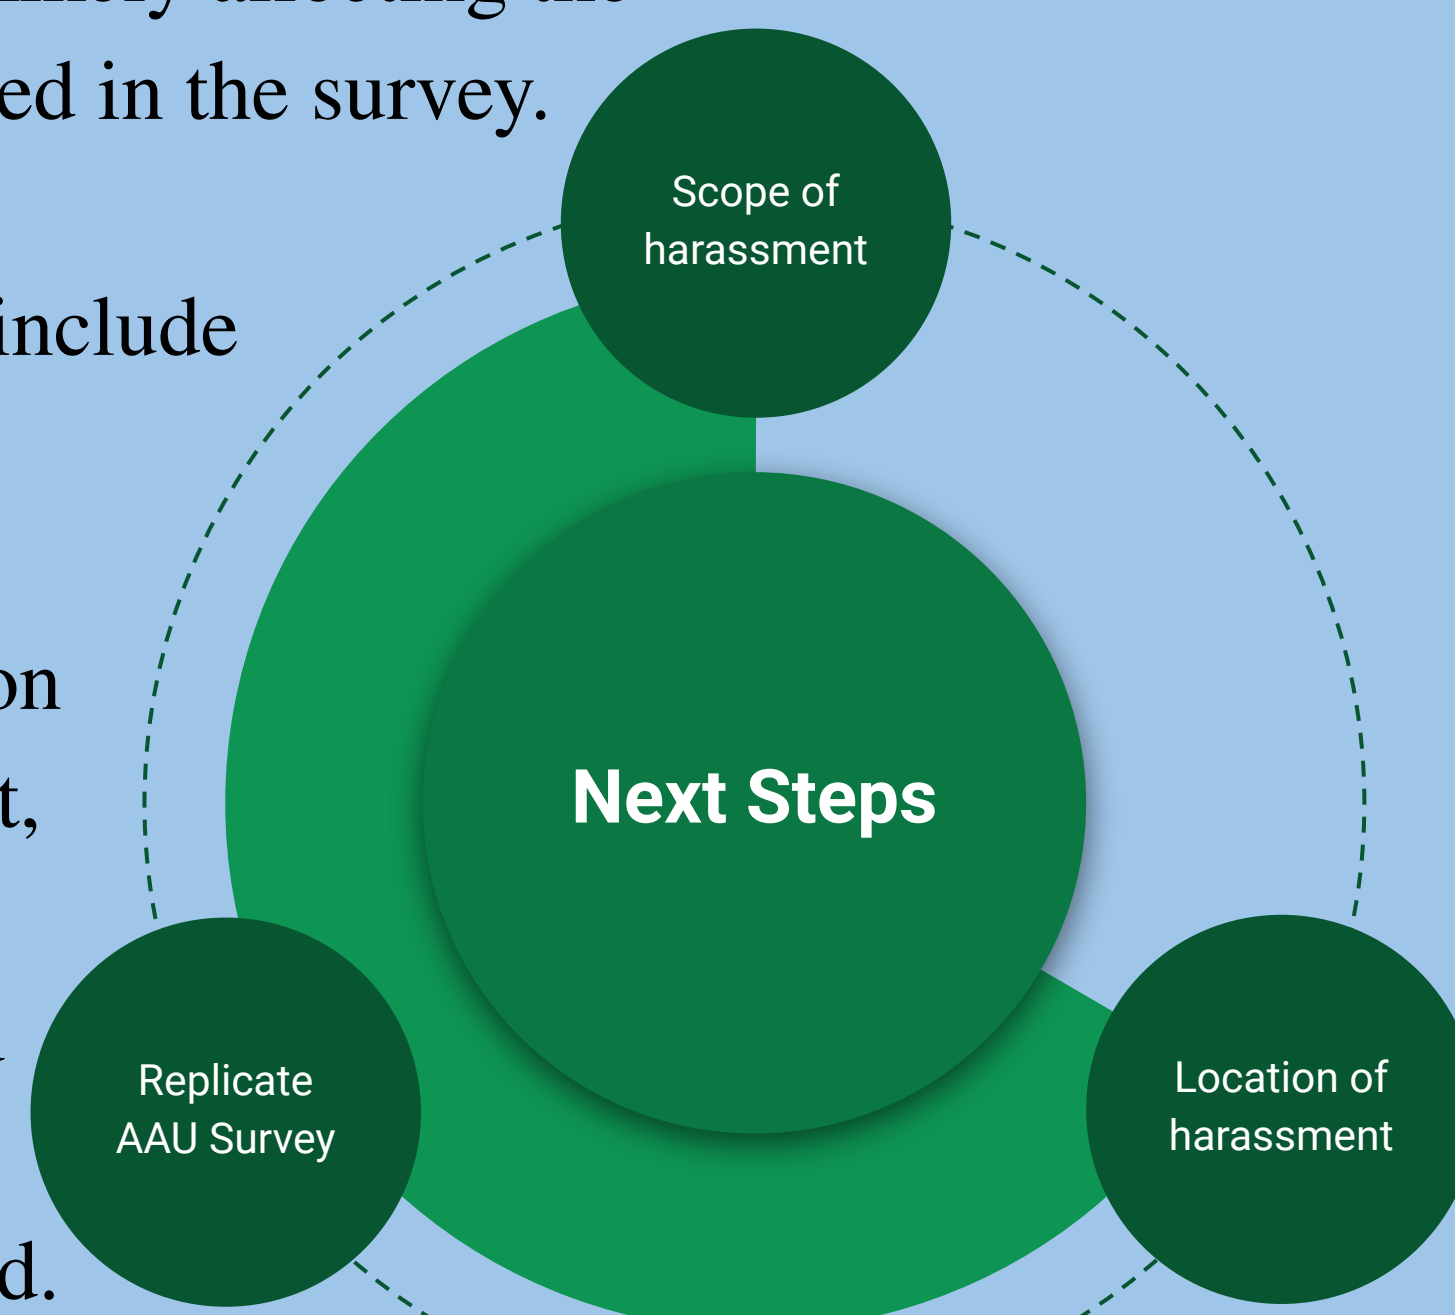 ed in the survey.
include
on
t,
d.
Scope of
harassment
Next Steps
Replicate
AAU Survey
Location of
harassment